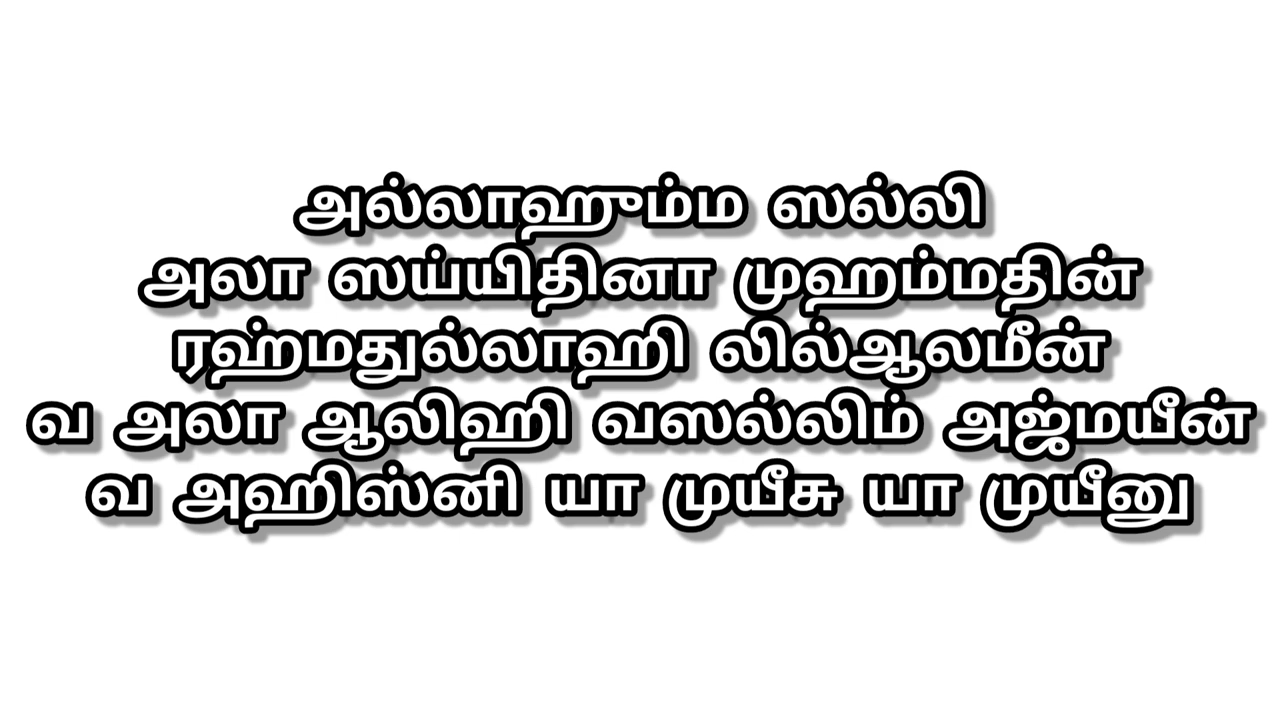 அல்லாஹும்ம ஸல்லி
அலா ஸய்யிதினா முஹம்மதின்
ரஹ்மதுல்லாஹி லில்ஆலமீன்
வ அலா ஆலிஹி வஸல்லிம் அஜ்மயீன்
வ அஹிஸ்னி யா முயீசு யா முயீனு